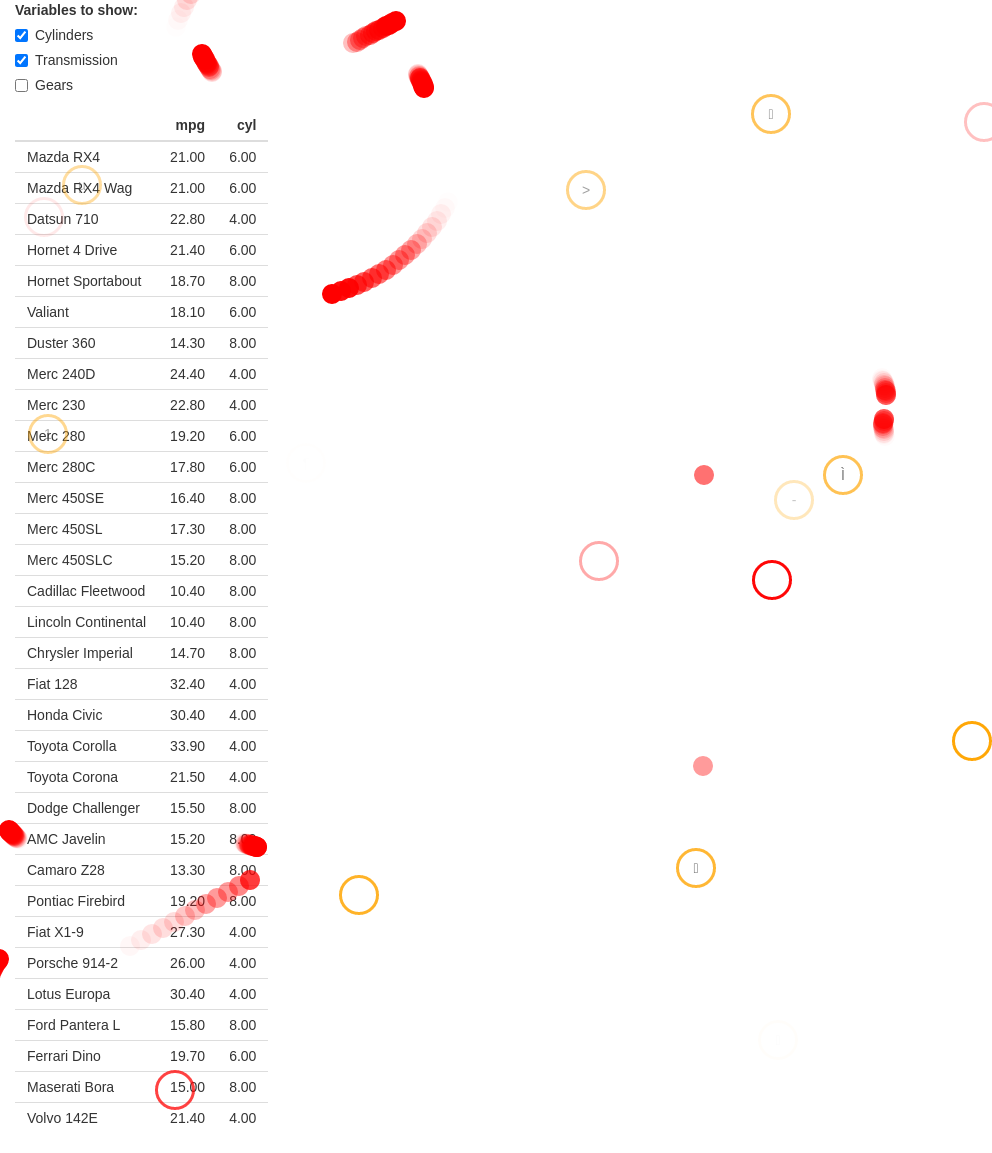 Variables to show:
Cylinders
Transmission
Gears
mpg cyl
Mazda RX4 21.00 6.00
Mazda RX4 Wag 21.00 6.00
Datsun 710 22.80 4.00
Hornet 4 Drive 21.40 6.00
Hornet Sportabout 18.70 8.00
Valiant 18.10 6.00
Duster 360 14.30 8.00
Merc 240D 24.40 4.00
Merc 230 22.80 4.00
Merc 280 19.20 6.00
Merc 280C 17.80 6.00
Merc 450SE 16.40 8.00
Merc 450SL 17.30 8.00
Merc 450SLC 15.20 8.00
Cadillac Fleetwood 10.40 8.00
Lincoln Continental 10.40 8.00
Chrysler Imperial 14.70 8.00
Fiat 128 32.40 4.00
Honda Civic 30.40 4.00
Toyota Corolla 33.90 4.00
Toyota Corona 21.50 4.00
Dodge Challenger 15.50 8.00
AMC Javelin 15.20 8.00
Camaro Z28 13.30 8.00
Pontiac Firebird 19.20 8.00
Fiat X1-9 27.30 4.00
Porsche 914-2 26.00 4.00
Lotus Europa 30.40 4.00
Ford Pantera L 15.80 8.00
Ferrari Dino 19.70 6.00
Maserati Bora 15.00 8.00
Volvo 142E 21.40 4.00
>
Ì
-